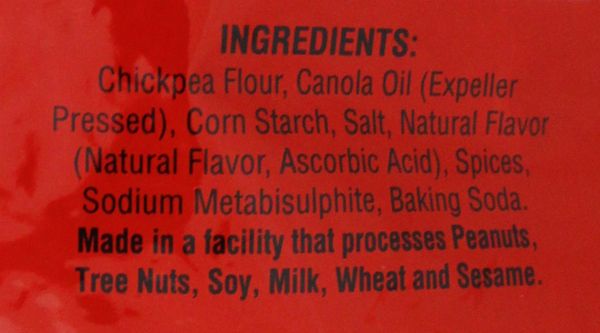 INGREDIENTS:
Chickpea Flour, Canola Oil (Expeller
Pressed), Corn Starch, Salt, Natural Flavor
(Natural Flavor, Ascorbic Acid), Spices,
Sodium Metabisulphite, Baking Soda.
Made in a facility that processes Peanuts,
Tree Nuts, Soy, Milk, Wheat and Sesame.